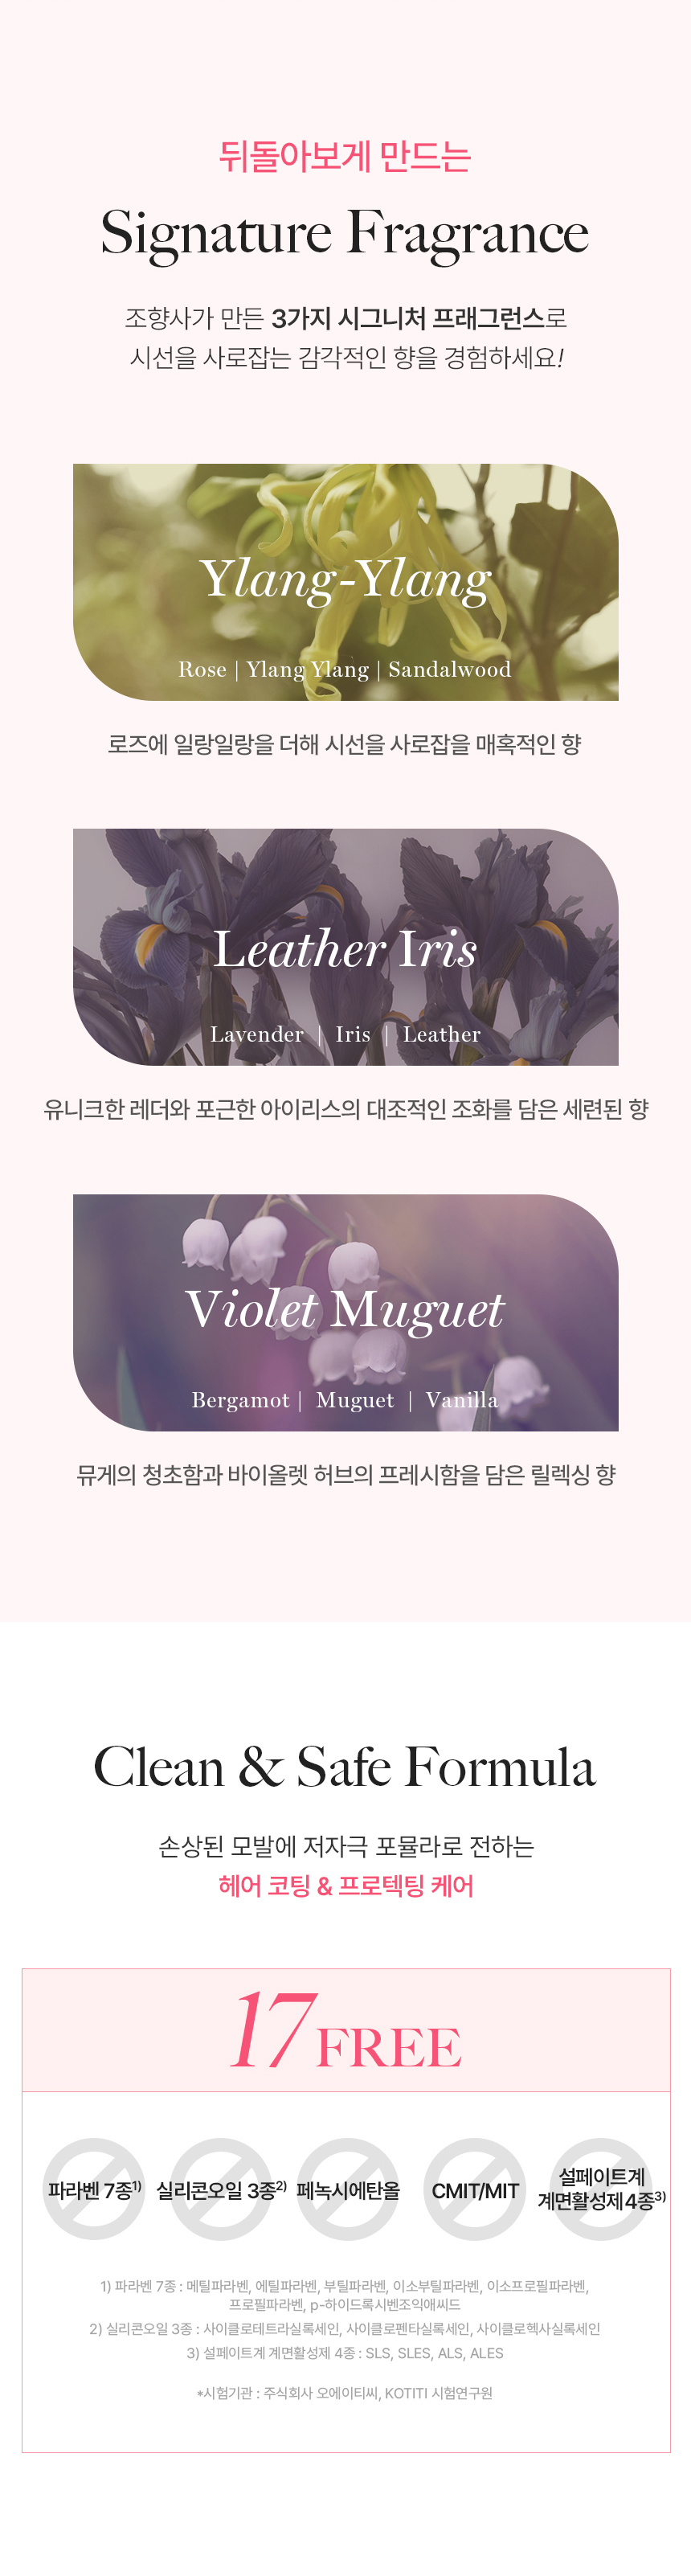 뒤돌아보게 만드는
Signature Fragrance
조향사가 만든 3가지 시그니처 프래그런스로
시선을 사로잡는 감각적인 향을 경험하세요!
Ylang-Ylang
Rose | Ylang Ylang | Sandalwood
로즈에 일랑일랑을 더해 시선을 사로잡을 매혹적인 향
Leather Iris
Lavender | Iris | Leather
유니크한 레더와 포근한 아이리스의 대조적인 조화를 담은 세련된 향
Violet Muguet
Bergamot | Muguet | Vanilla
뮤게의 청초함과 바이올렛 허브의 프레시함을 담은 릴렉싱 향
Clean & Safe Formula
손상된 모발에 저자극 포뮬라로 전하는
헤어 코팅 & 프로텍팅 케어
17 FREE
파라벤 7종1)
실리콘오일 3종2)
페녹시에탄올
CMIT/MIT
설페이트계
계면활성제4종3)
1) 파라벤 7종 : 메틸파라벤, 에틸파라벤, 부틸파라벤, 이소부틸파라벤, 이소프로필파라벤,
프로필파라벤, p-하이드록시벤조익애씨드
2) 실리콘오일 3종 : 사이클로테트라실록세인, 사이클로펜타실록세인, 사이클로헥사실록세인
3) 설페이트계 계면활성제 4종 : SLS, SLES, ALS, ALES
*시험기관 : 주식회사 오에이티씨, KOTITI 시험연구원